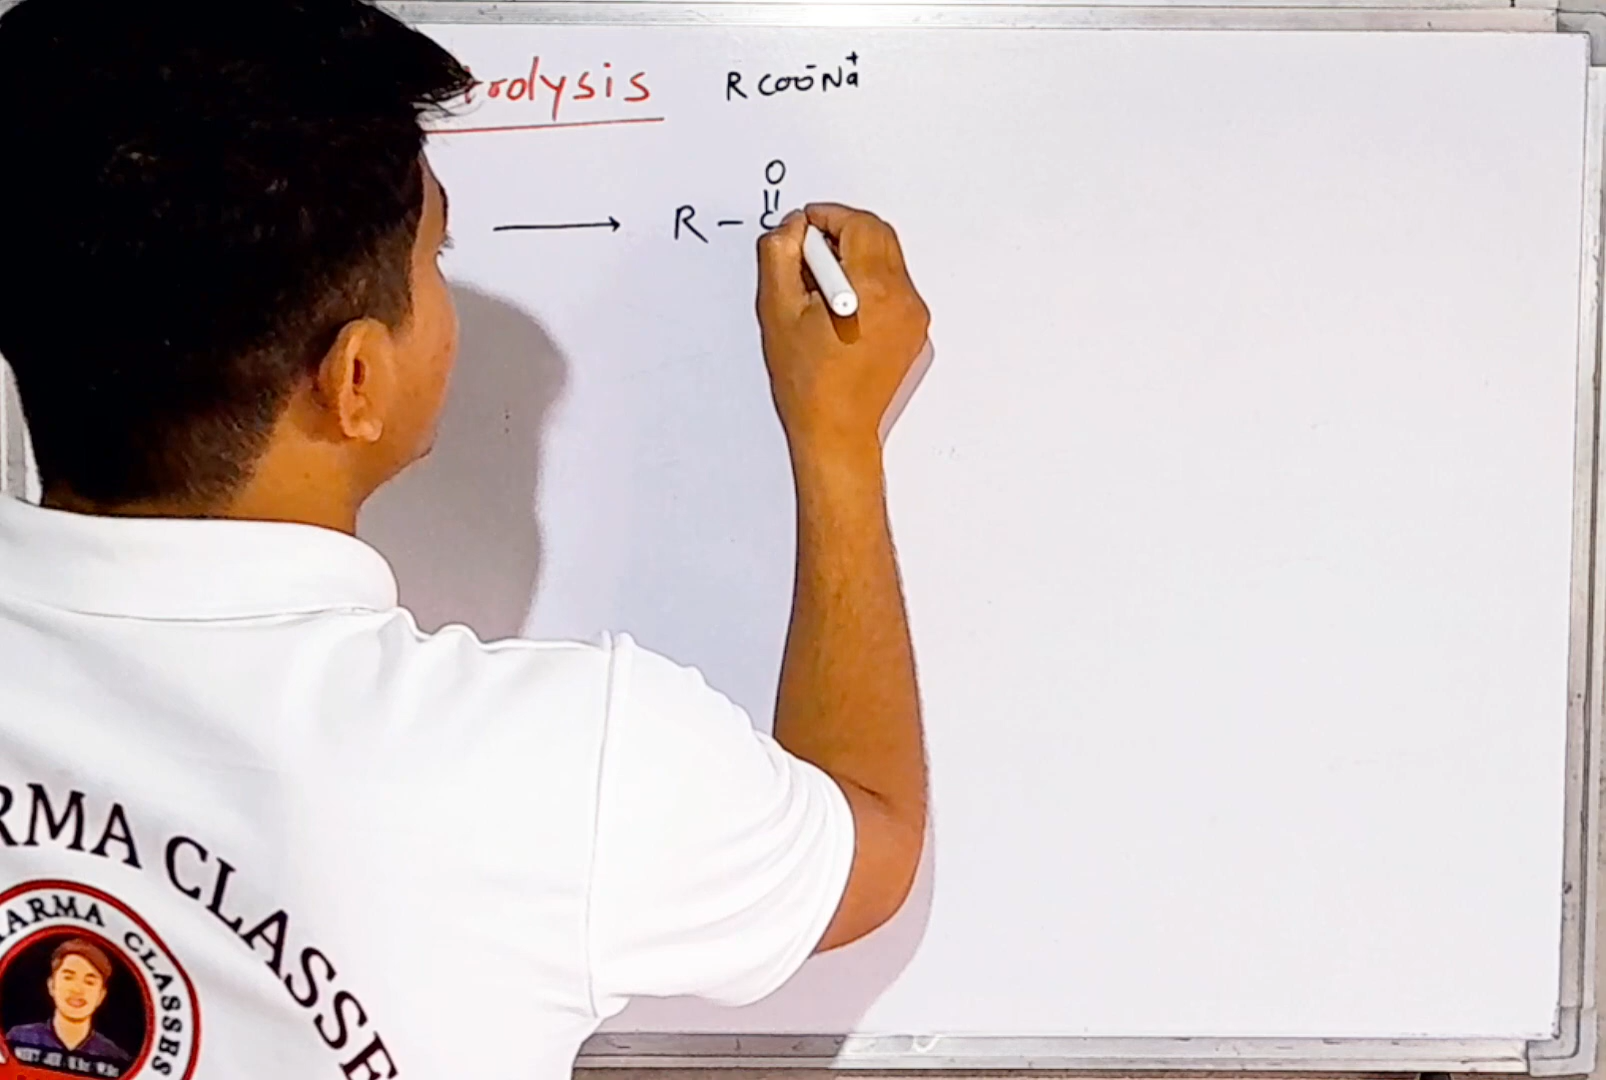 rolysis RCOO⁻Na⁺
O
||
⟶ R – C
RMA CLASSE
ARMA CLASSES